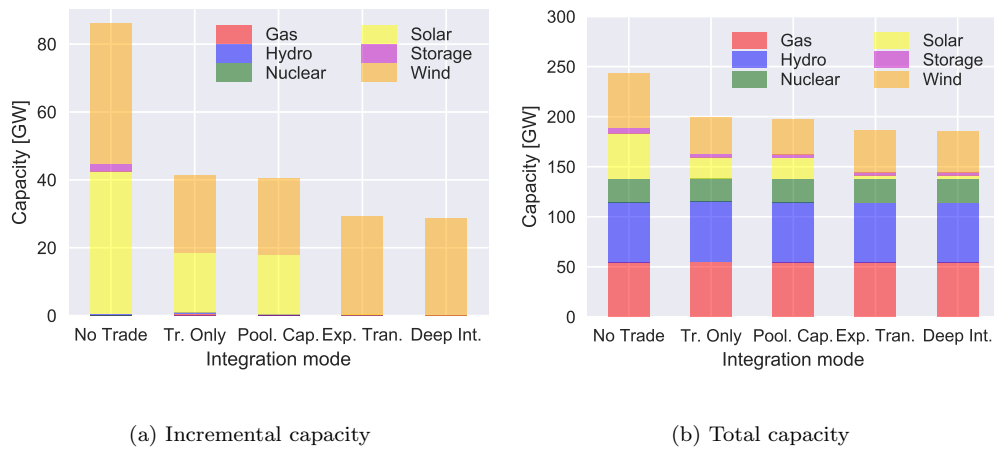 80
60
40
20
0
Capacity [GW]
Gas
Hydro
Nuclear
Solar
Storage
Wind
No Trade
Tr. Only
Pool. Cap.
Exp. Tran.
Deep Int.
Integration mode
(a) Incremental capacity
300
250
200
150
100
50
0
Capacity [GW]
Gas
Hydro
Nuclear
Solar
Storage
Wind
No Trade
Tr. Only
Pool. Cap.
Exp. Tran.
Deep Int.
Integration mode
(b) Total capacity